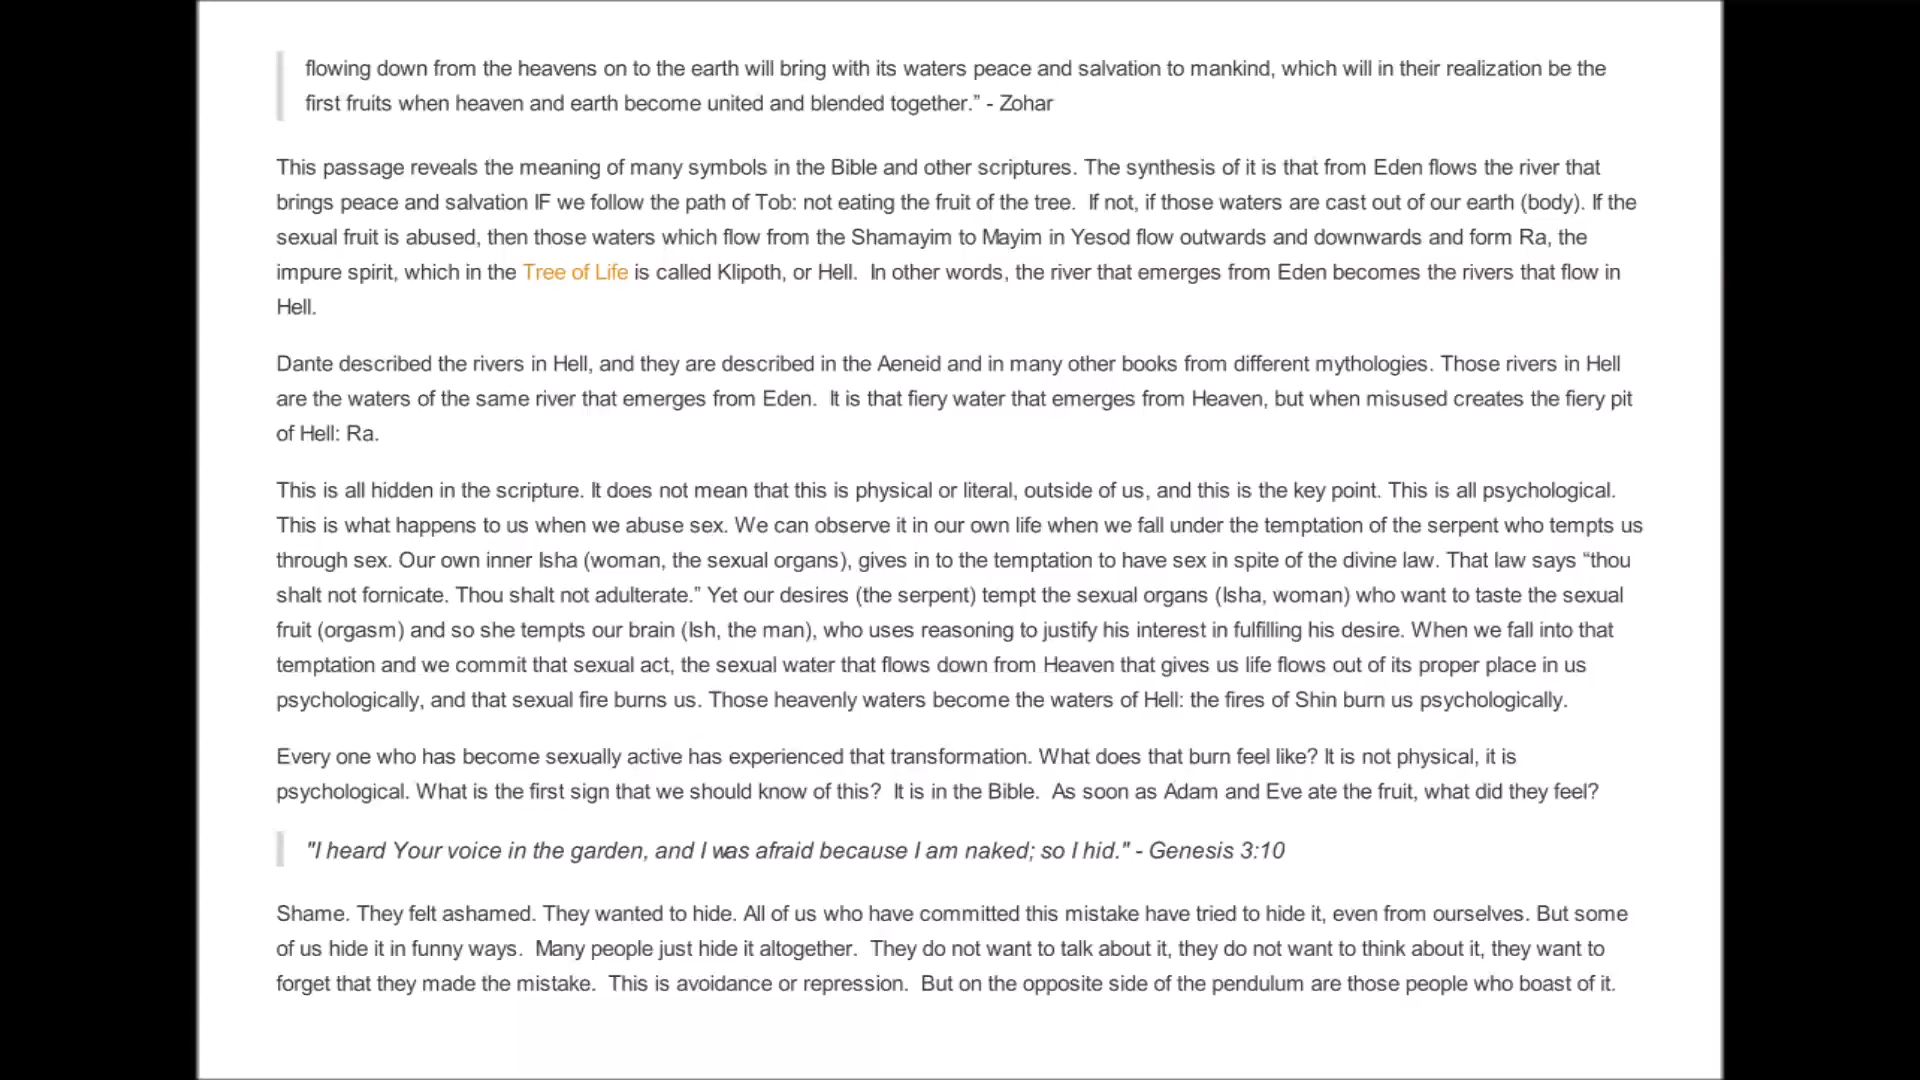 flowing down from the heavens on to the earth will bring with its waters peace and salvation to mankind, which will in their realization be the
first fruits when heaven and earth become united and blended together.” - Zohar
This passage reveals the meaning of many symbols in the Bible and other scriptures. The synthesis of it is that from Eden flows the river that
brings peace and salvation IF we follow the path of Tob: not eating the fruit of the tree.  If not, if those waters are cast out of our earth (body). If the
sexual fruit is abused, then those waters which flow from the Shamayim to Mayim in Yesod flow outwards and downwards and form Ra, the
impure spirit, which in the Tree of Life is called Klipoth, or Hell.  In other words, the river that emerges from Eden becomes the rivers that flow in
Hell.
Dante described the rivers in Hell, and they are described in the Aeneid and in many other books from different mythologies. Those rivers in Hell
are the waters of the same river that emerges from Eden.  It is that fiery water that emerges from Heaven, but when misused creates the fiery pit
of Hell: Ra.
This is all hidden in the scripture. It does not mean that this is physical or literal, outside of us, and this is the key point. This is all psychological.
This is what happens to us when we abuse sex. We can observe it in our own life when we fall under the temptation of the serpent who tempts us
through sex. Our own inner Isha (woman, the sexual organs), gives in to the temptation to have sex in spite of the divine law. That law says “thou
shalt not fornicate. Thou shalt not adulterate.” Yet our desires (the serpent) tempt the sexual organs (Isha, woman) who want to taste the sexual
fruit (orgasm) and so she tempts our brain (Ish, the man), who uses reasoning to justify his interest in fulfilling his desire. When we fall into that
temptation and we commit that sexual act, the sexual water that flows down from Heaven that gives us life flows out of its proper place in us
psychologically, and that sexual fire burns us. Those heavenly waters become the waters of Hell: the fires of Shin burn us psychologically.
Every one who has become sexually active has experienced that transformation. What does that burn feel like? It is not physical, it is
psychological. What is the first sign that we should know of this?  It is in the Bible.  As soon as Adam and Eve ate the fruit, what did they feel?
"I heard Your voice in the garden, and I was afraid because I am naked; so I hid." - Genesis 3:10
Shame. They felt ashamed. They wanted to hide. All of us who have committed this mistake have tried to hide it, even from ourselves. But some
of us hide it in funny ways.  Many people just hide it altogether.  They do not want to talk about it, they do not want to think about it, they want to
forget that they made the mistake.  This is avoidance or repression.  But on the opposite side of the pendulum are those people who boast of it.